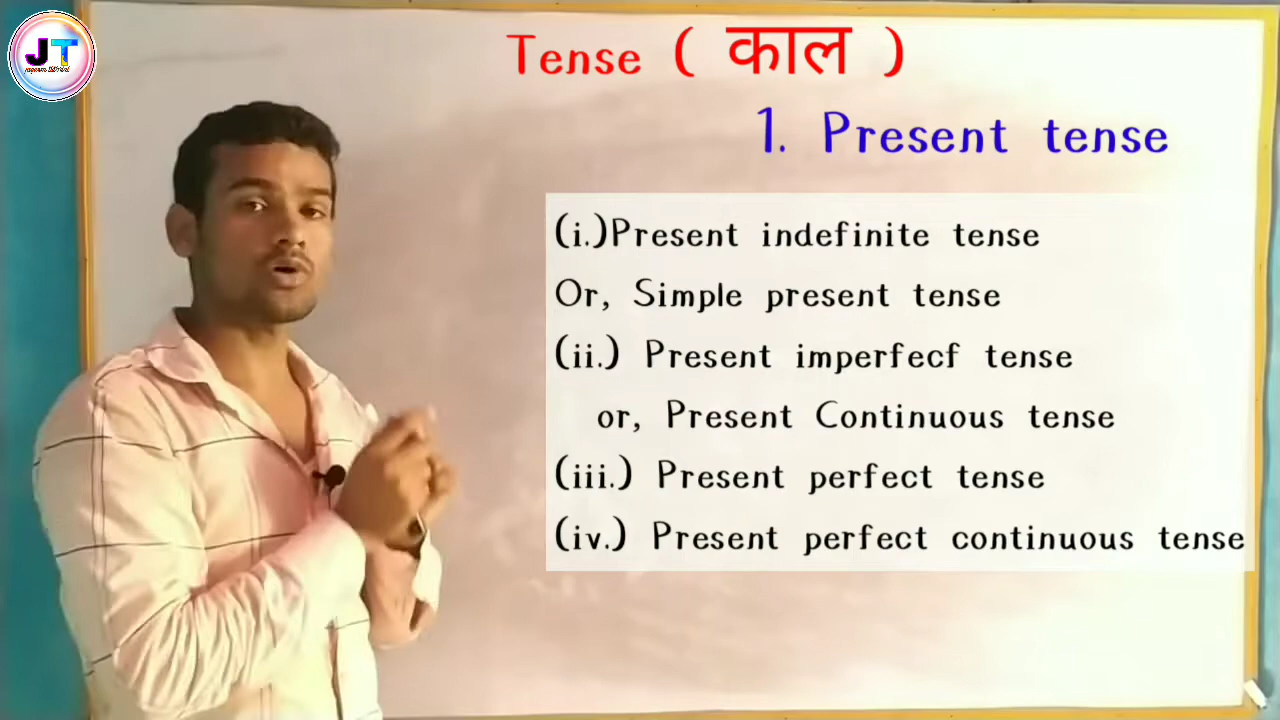 JT
Tense ( काल )
1. Present tense
(i.)Present indefinite tense
Or, Simple present tense
(ii.) Present imperfecf tense
or, Present Continuous tense
(iii.) Present perfect tense
(iv.) Present perfect continuous tense